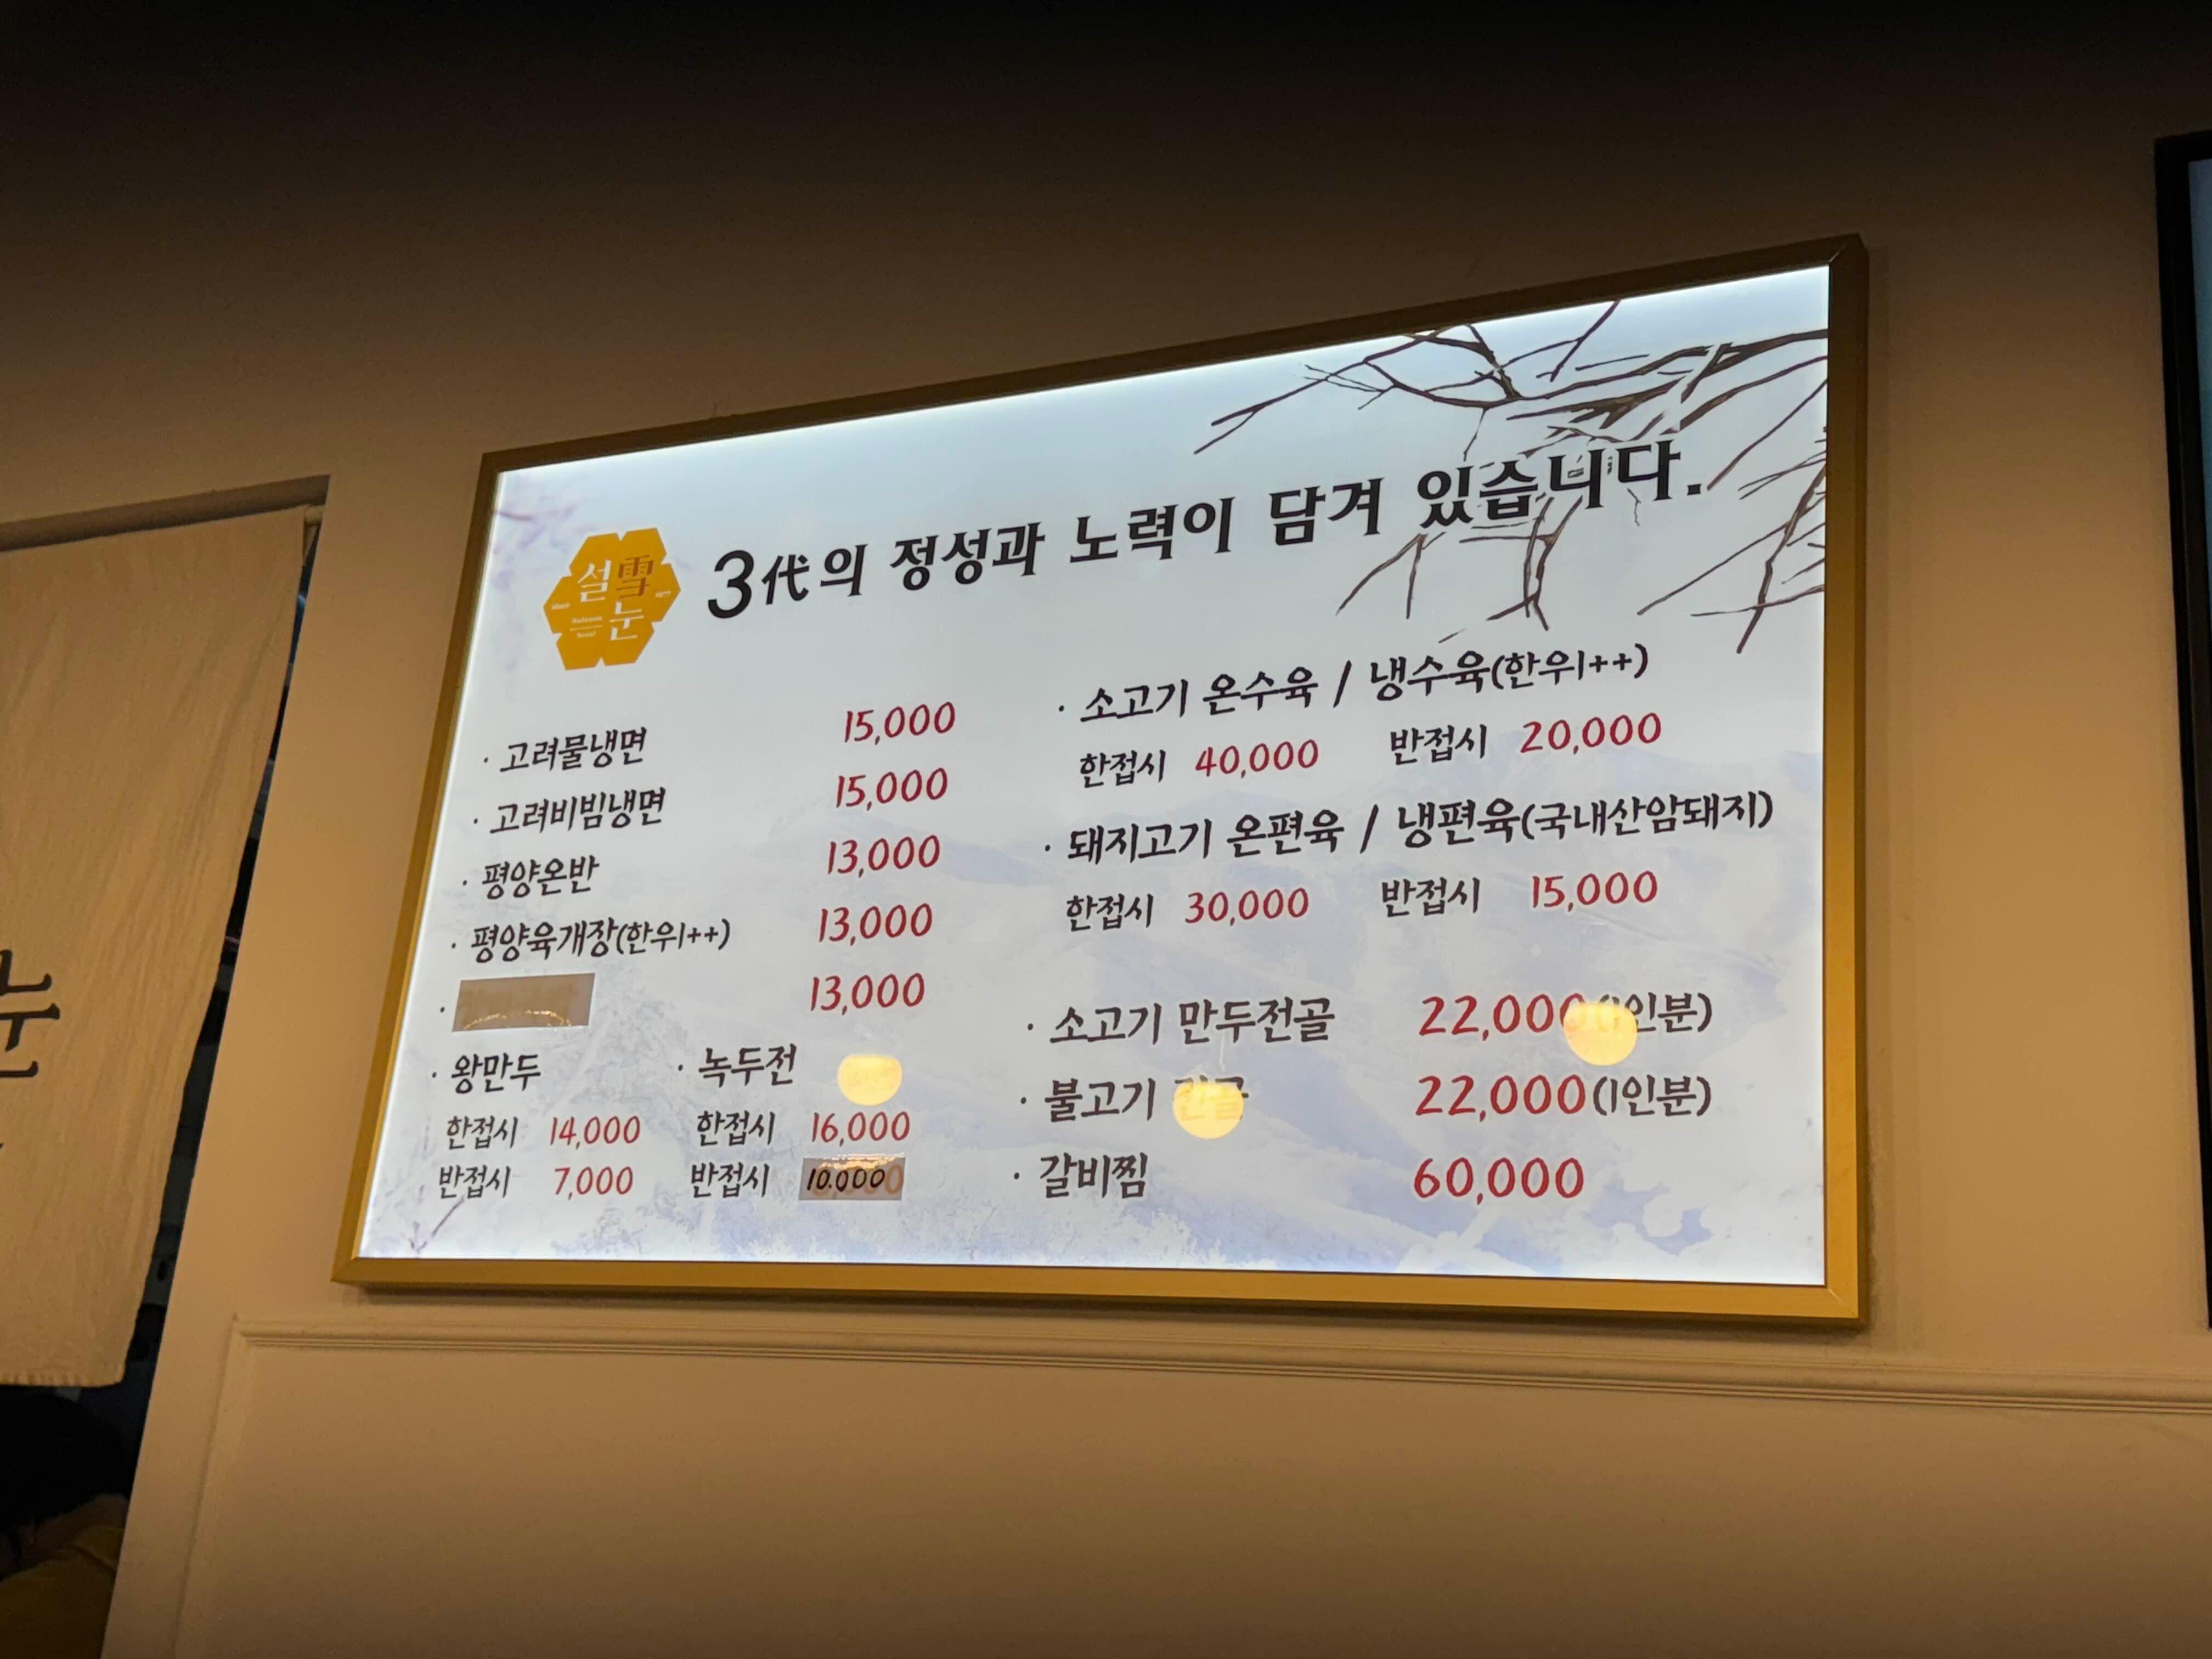 설雪
눈
3代의 정성과 노력이 담겨 있습니다.
· 고려물냉면 15,000
· 고려비빔냉면 15,000
· 평양온반 13,000
· 평양육개장(한우1++) 13,000
· 13,000
· 왕만두
한접시 14,000
반접시 7,000
· 녹두전
한접시 16,000
반접시 10.000
· 소고기 온수육 / 냉수육(한우1++)
한접시 40,000 반접시 20,000
· 돼지고기 온편육 / 냉편육(국내산암돼지)
한접시 30,000 반접시 15,000
· 소고기 만두전골 22,000(1인분)
· 불고기 전골 22,000(1인분)
· 갈비찜 60,000
눈